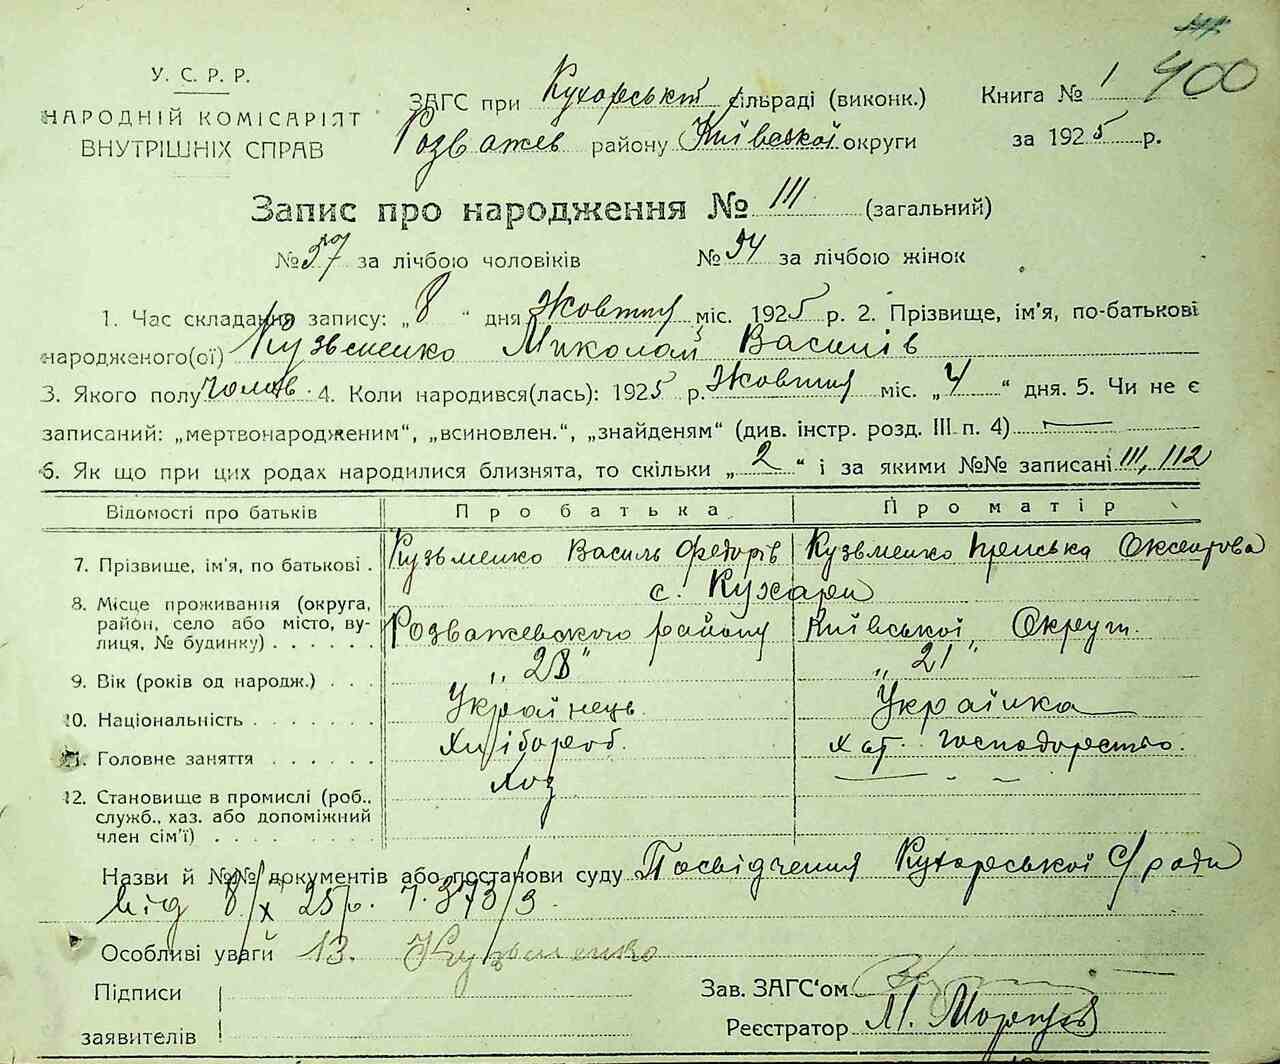 400
У. С. Р. Р.
НАРОДНІЙ КОМІСАРІЯТ
ВНУТРІШНІХ СПРАВ
ЗАГС при Кухарській сільраді (виконк.) Книга № 1
Розважев району Київської округи за 1925 р.
Запис про народження № 111 (загальний)
№ 57 за лічбою чоловіків № 54 за лічбою жінок
1. Час складання запису: „8“ дня Жовтня міс. 1925 р. 2. Прізвище, ім'я, по-батькові
народженого(ої) Кузьменко Миколай Василів
3. Якого полу чолов 4. Коли народився(лась): 1925 р. Жовтня міс. „4“ дня. 5. Чи не є
записаний: „мертвонародженим“, „всиновлен.“, „знайденям“ (див. інстр. розд. III п. 4) —
6. Як що при цих родах народилися близнята, то скільки „2“ і за якими №№ записані 111, 112
Відомості про батьків Про батька Про матір
7. Прізвище, ім'я, по батькові . Кузьменко Василь Федорів Кузьменко Оксентова
8. Місце проживання (округа, с. Кухари
район, село або місто, ву- Розважевского району Київської Округи.
лиця, № будинку) . . . . . .
9. Вік (років од народж.) . . . „28“ „21“
10. Національність . . . . . . . Українець Українка
11. Головне заняття . . . . . . Хлібороб. хат. господарство.
12. Становище в промислі (роб., хоз
служб., хаз. або допоміжний
член сім'ї) . . . . . . . . .
Назви й №№ документів або постанови суду Посвідчення Кухарської С/ради
від 8/X 25 р. ч. 373/3.
Особливі уваги 13. Кузьменко
Підписи Зав. ЗАГС'ом
заявителів Реєстратор М.